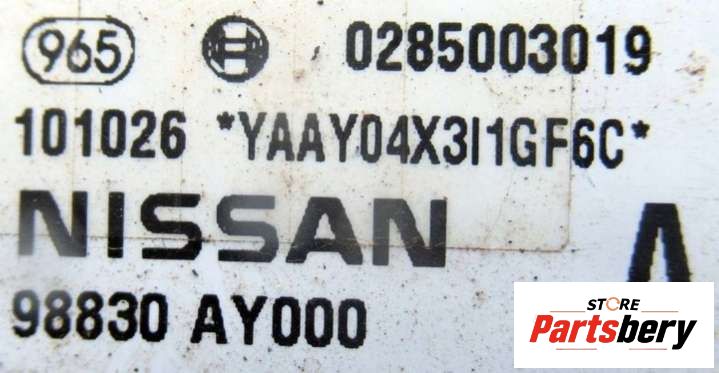 965 0285003019
101026 *YAAY04X3I1GF6C*
NISSAN A
98830 AY000
STORE
Partsbery